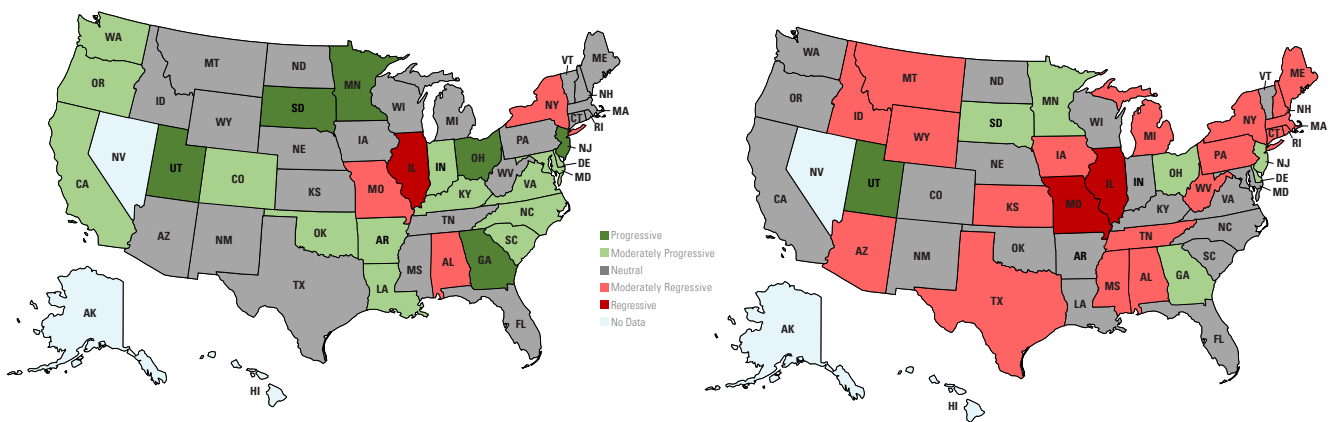 WA
OR
CA
NV
ID
MT
WY
UT
AZ
CO
NM
ND
SD
NE
KS
OK
TX
MN
IA
MO
AR
LA
WI
IL
MS
MI
IN
KY
TN
AL
OH
WV
GA
FL
SC
NC
VA
PA
NY
VT
ME
NH
MA
RI
CT
NJ
DE
MD
AK
HI
Progressive
Moderately Progressive
Neutral
Moderately Regressive
Regressive
No Data
WA
OR
CA
NV
ID
MT
WY
UT
AZ
CO
NM
ND
SD
NE
KS
OK
TX
MN
IA
MO
AR
LA
WI
IL
MS
MI
IN
KY
TN
AL
OH
WV
GA
FL
SC
NC
VA
PA
NY
VT
ME
NH
MA
RI
CT
NJ
DE
MD
AK
HI